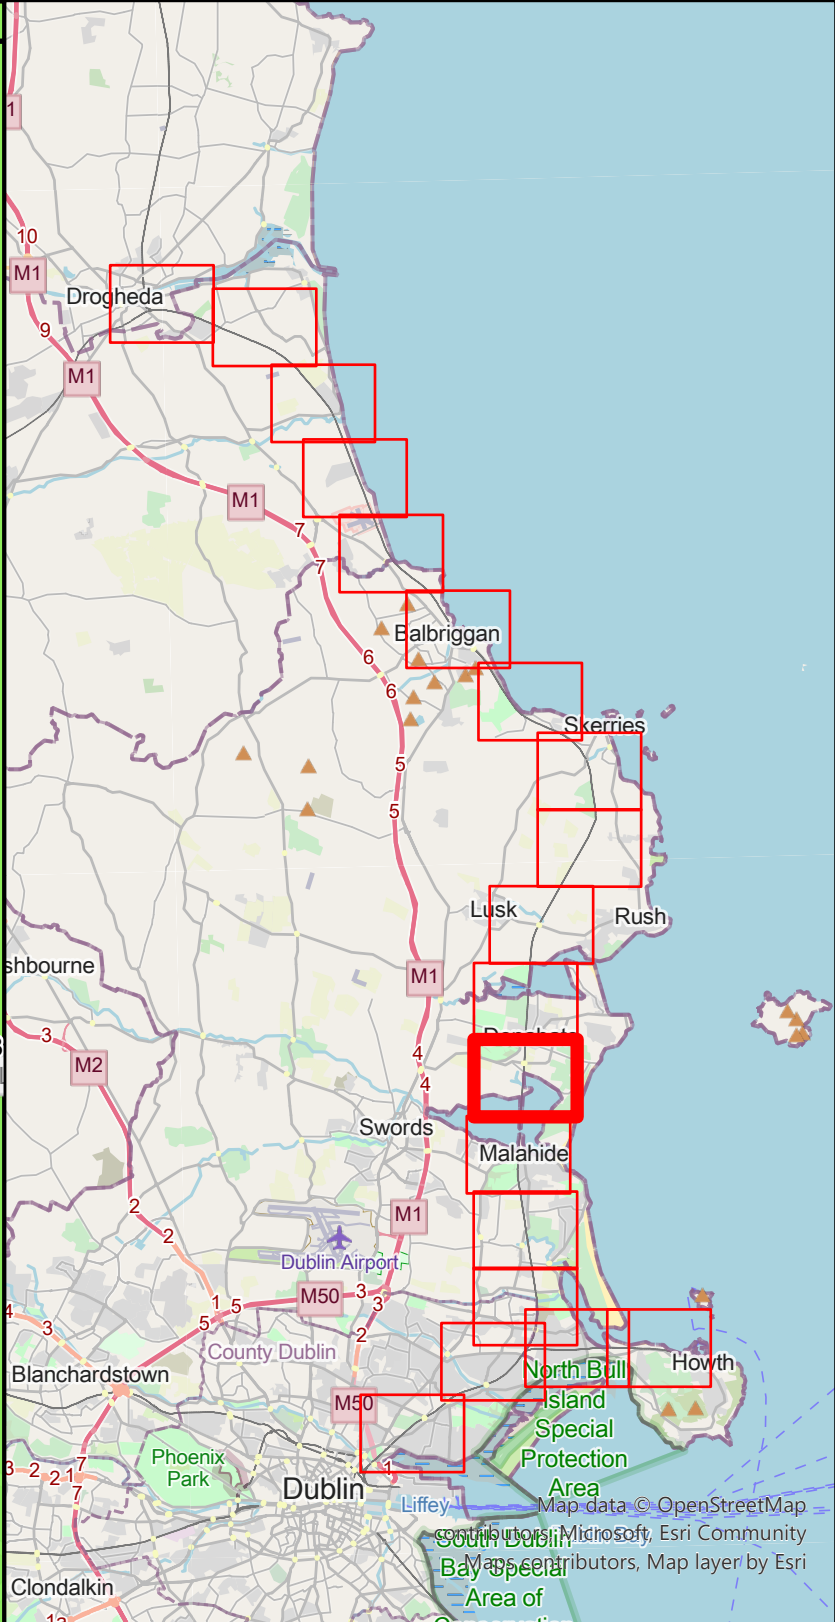 1
10
M1
Drogheda
9
M1
M1
7
7
Balbriggan
6
6
Skerries
5
5
Lusk
Rush
shbourne
M1
3
M2
4
4
Swords
Malahide
2
2
M1
Dublin Airport
M50
3
3
1
5
5
4
3
2
County Dublin
Blanchardstown
Howth
North Bull
Island
Special
Protection
Area
M50
Phoenix
Park
3
2
2
1
7
7
1
Dublin
Liffey
Map data © OpenStreetMap
contributors, Microsoft, Esri Community
Maps contributors, Map layer by Esri
South Dublin
Bay Special
Area of
Clondalkin